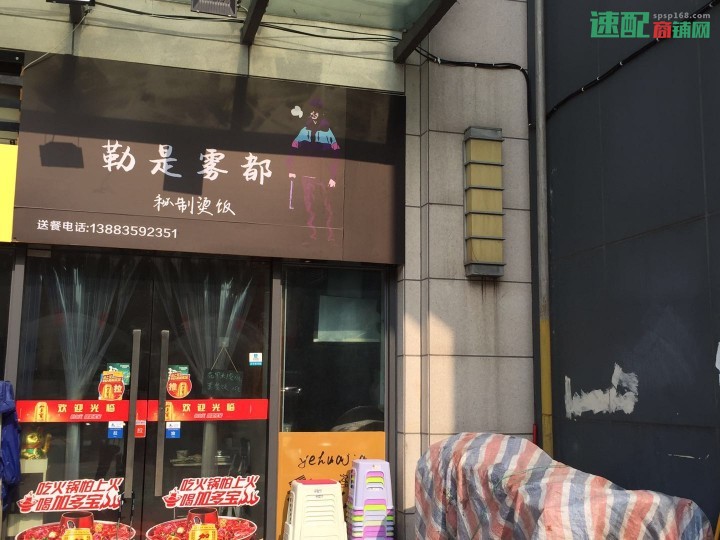 速配商铺网
spsp168.com
勒是雾都
秘制烫饭
送餐电话:13883592351
拉
推
欢迎光临
欢迎光临
吃火锅怕上火
喝加多宝
吃火锅怕上火
喝加多宝